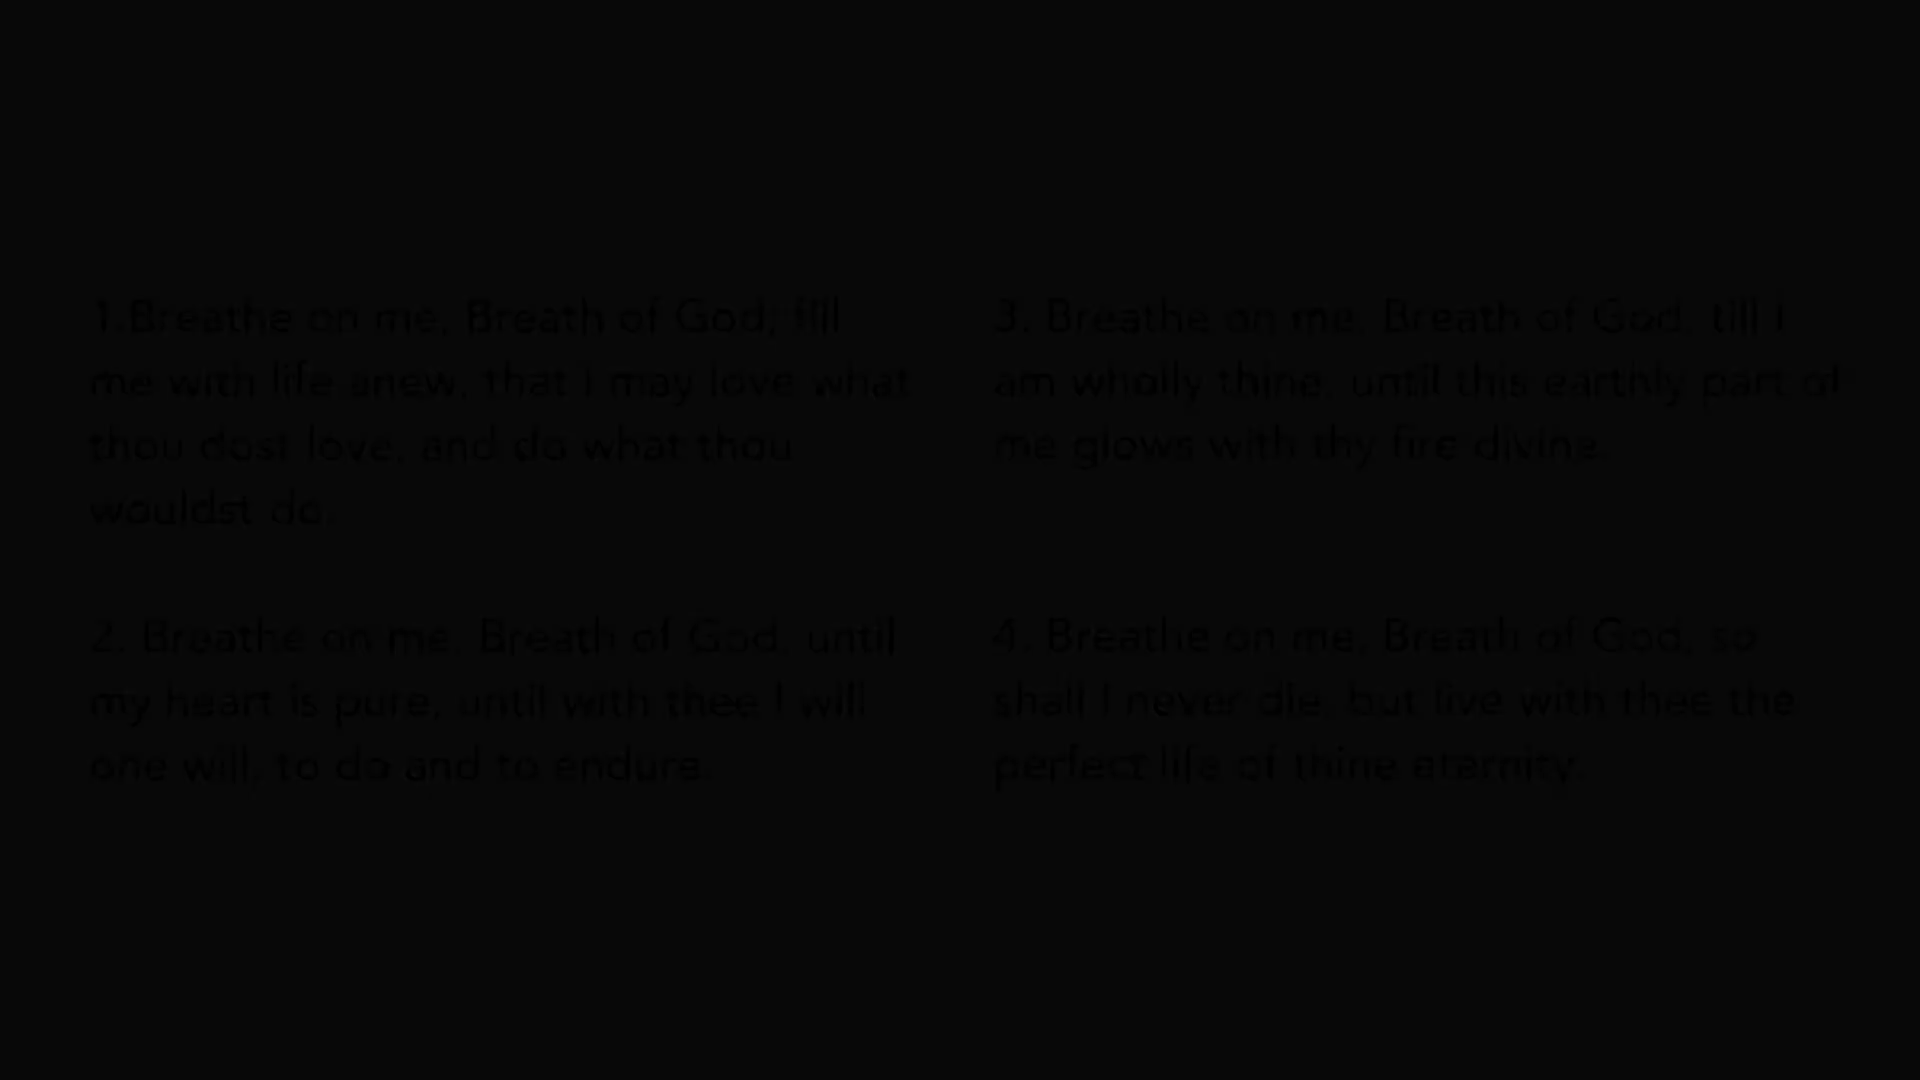 1.Breathe on me, Breath of God; fill
me with life anew, that I may love what
thou dost love, and do what thou
wouldst do.
2. Breathe on me, Breath of God, until
my heart is pure, until with thee I will
one will, to do and to endure.
3. Breathe on me, Breath of God, till I
am wholly thine, until this earthly part of
me glows with thy fire divine.
4. Breathe on me, Breath of God, so
shall I never die, but live with thee the
perfect life of thine eternity.